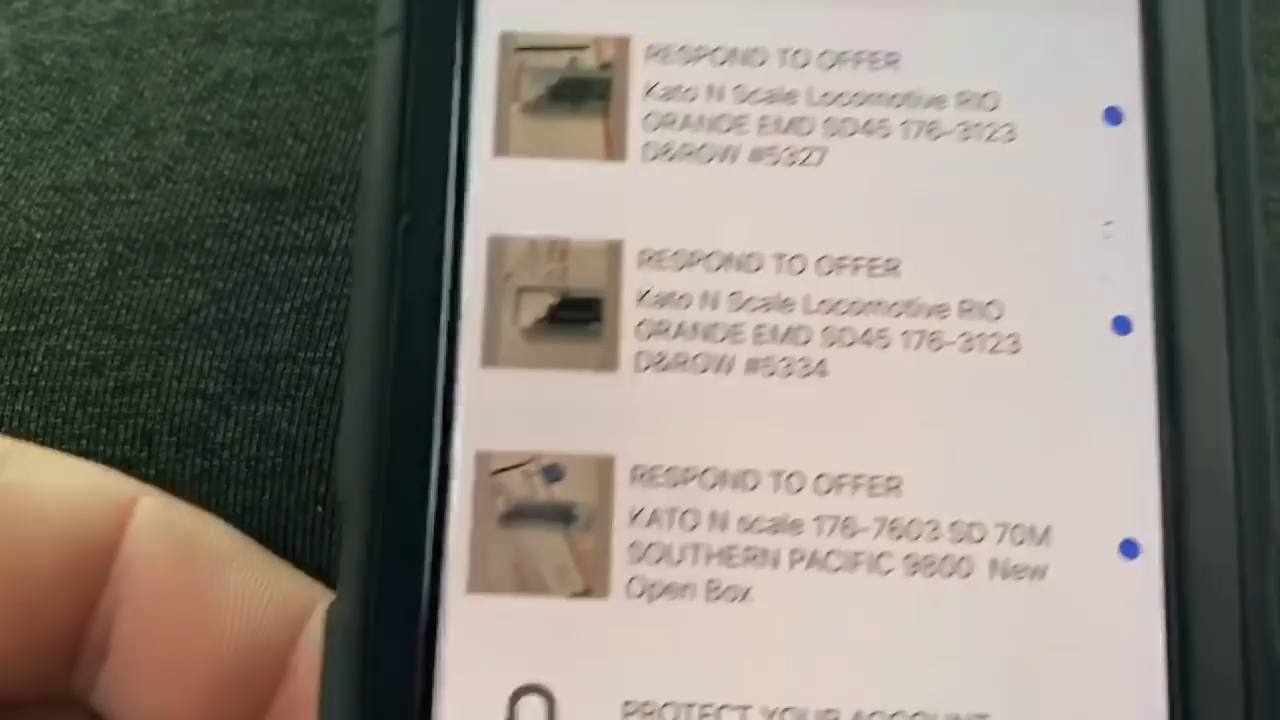 RESPOND TO OFFER
Kato N Scale Locomotive RIO
GRANDE EMD SD45 176-3123
D&RGW #5327
RESPOND TO OFFER
Kato N Scale Locomotive RIO
GRANDE EMD SD45 176-3123
D&RGW #5334
RESPOND TO OFFER
KATO N scale 176-7603 SD 70M
SOUTHERN PACIFIC 9800 New
Open Box
PROTECT YOUR ACCOUNT